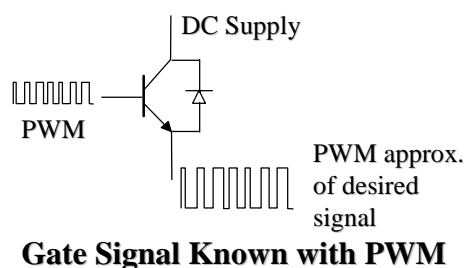 DC Supply
PWM
PWM approx.
of desired
signal
Gate Signal Known with PWM